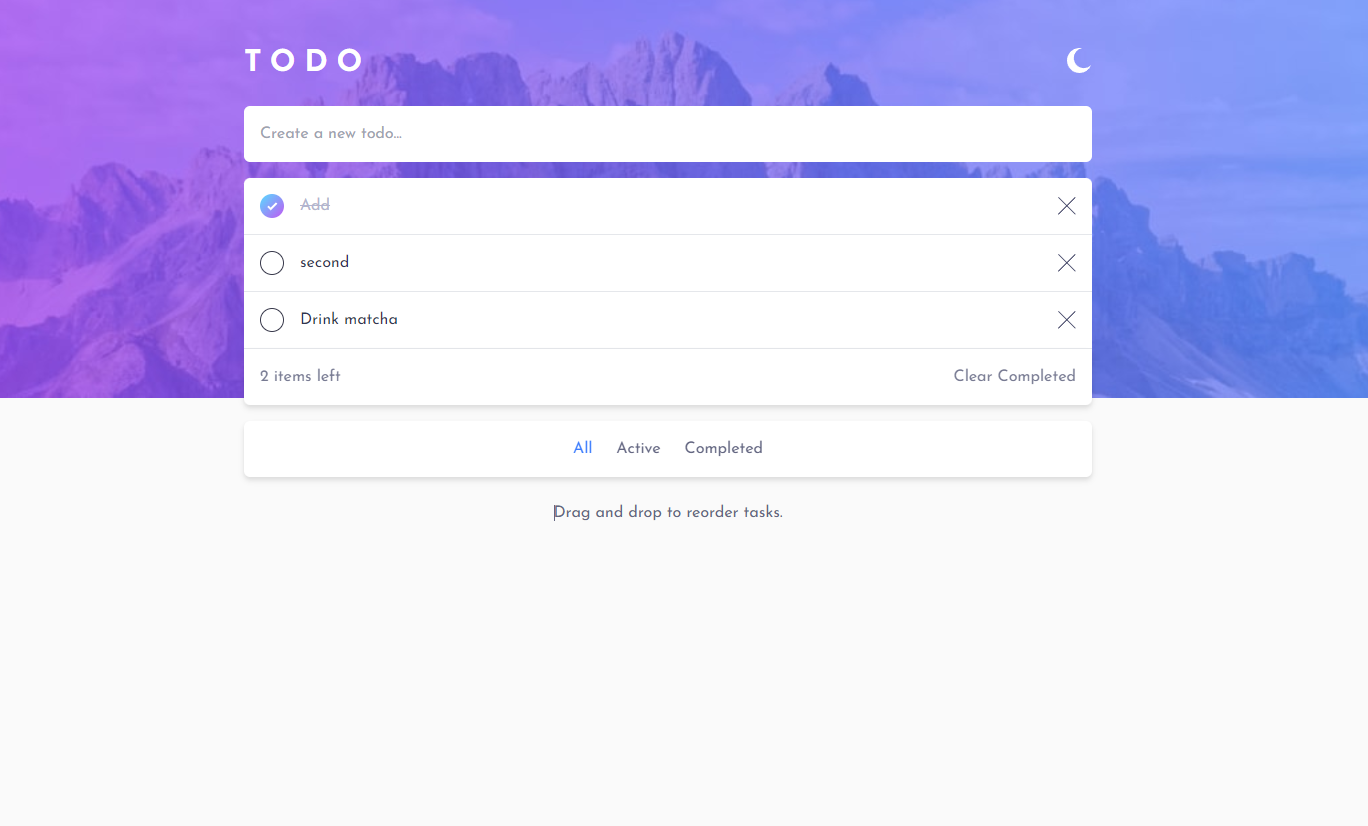 TODO
Create a new todo...
Add
second
Drink matcha
2 items left Clear Completed
All Active Completed
Drag and drop to reorder tasks.